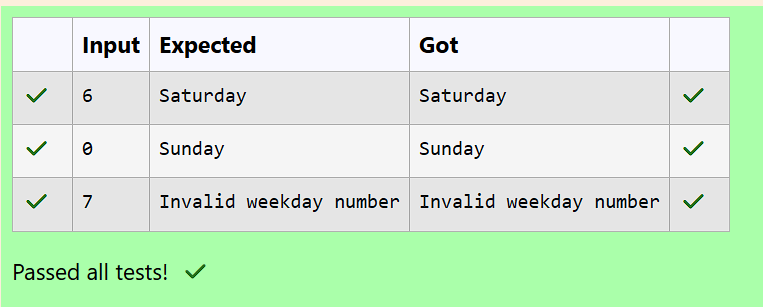 Input Expected Got
6 Saturday Saturday
0 Sunday Sunday
7 Invalid weekday number Invalid weekday number
Passed all tests!